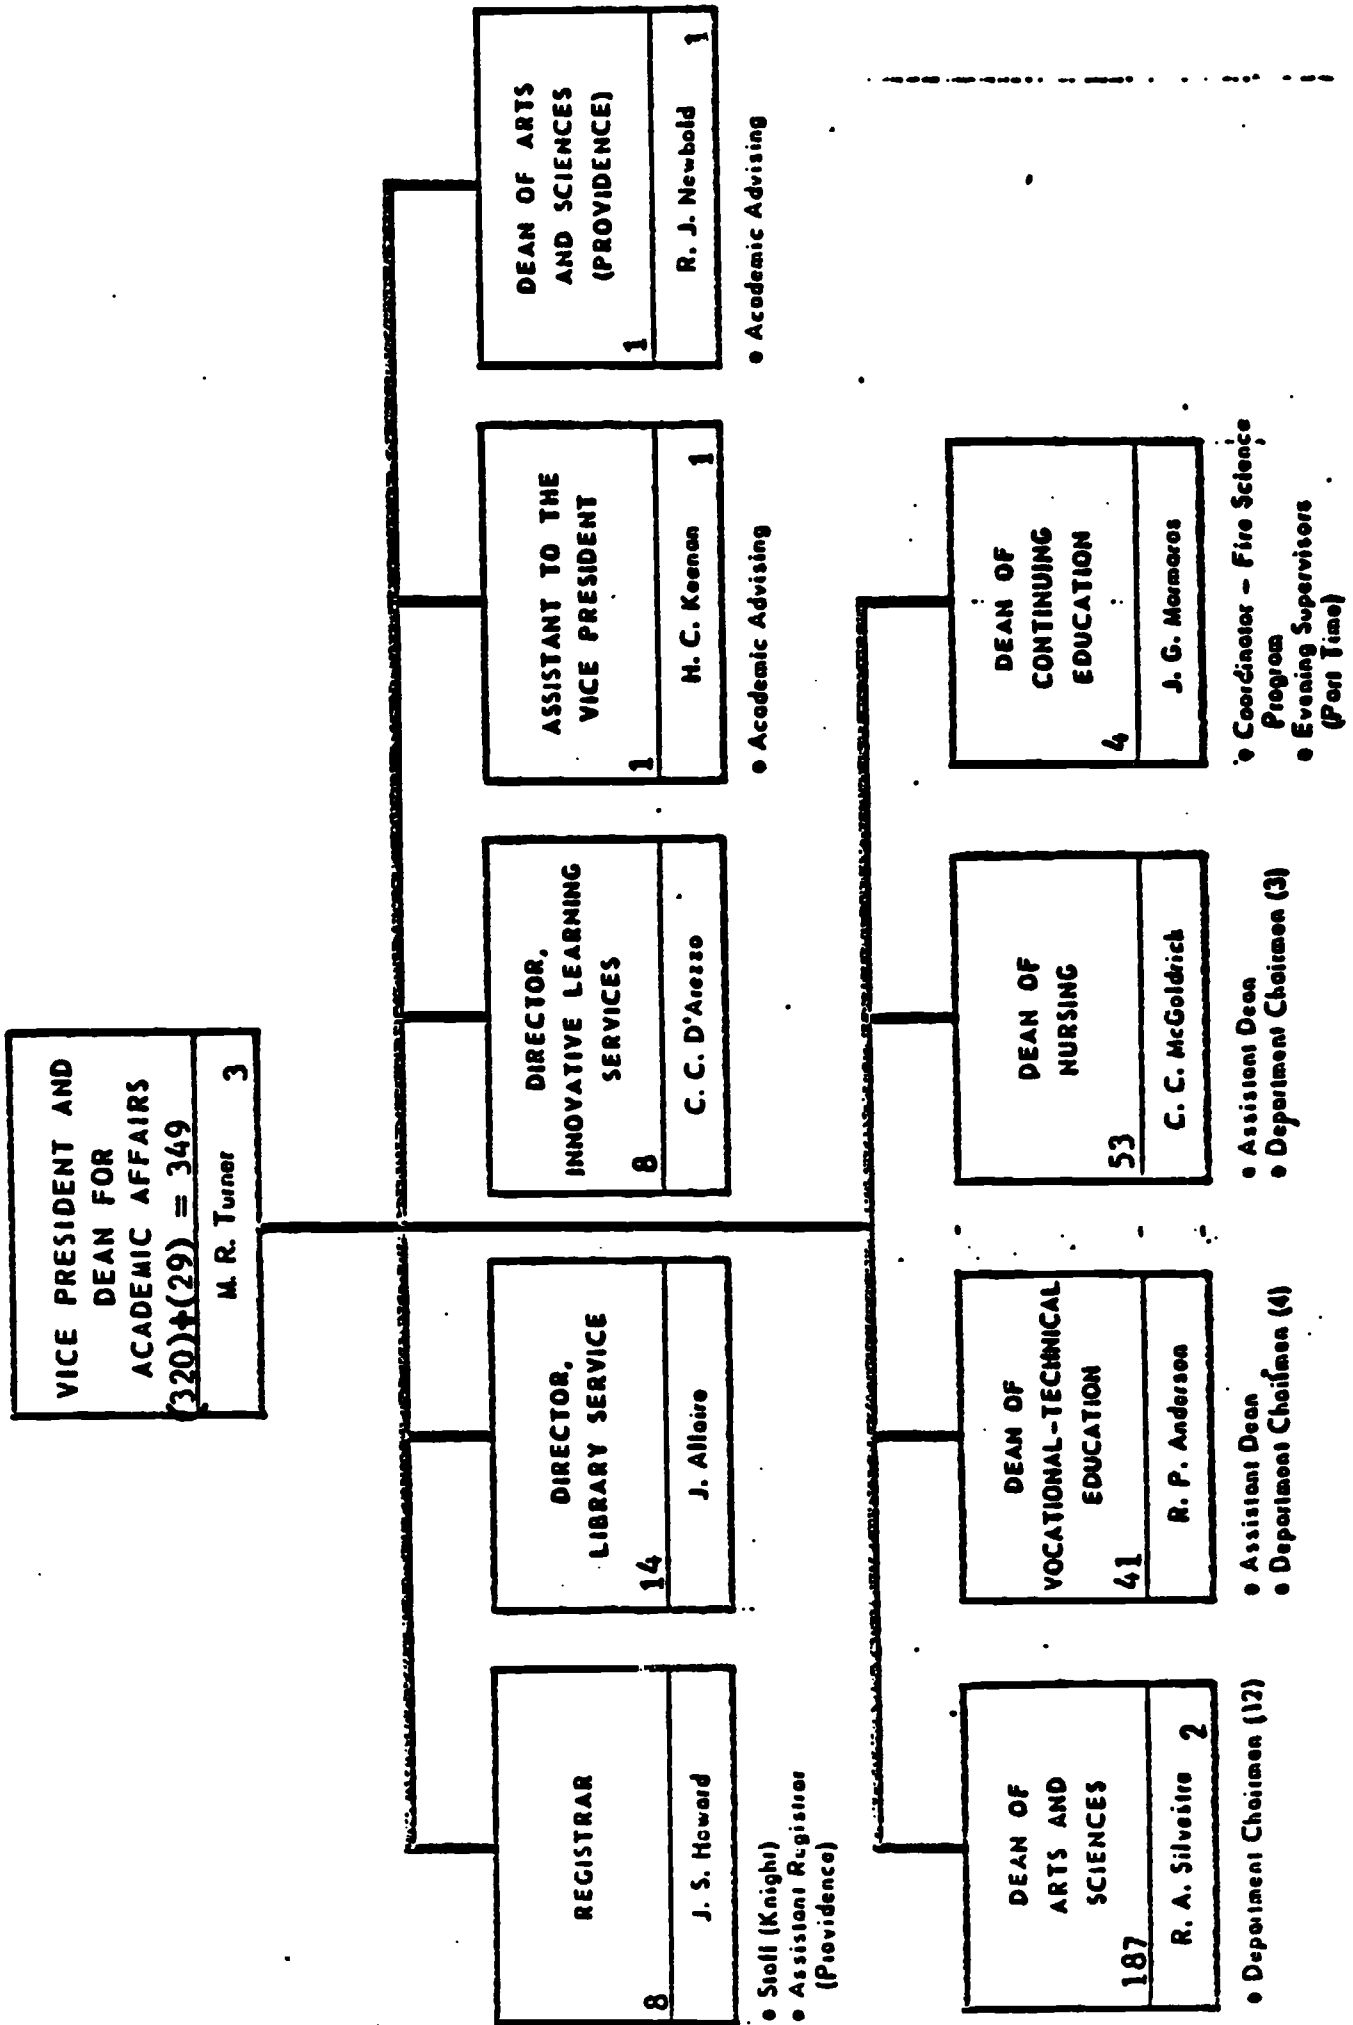 VICE PRESIDENT AND
DEAN FOR
ACADEMIC AFFAIRS
(320)+(29) = 349
M. R. Turner 3
REGISTRAR
8
J. S. Howard
• Staff (Knight)
• Assistant Registrar
(Providence)
DIRECTOR,
LIBRARY SERVICE
14
J. Allaire
DIRECTOR,
INNOVATIVE LEARNING
SERVICES
8
C. C. D'Arezzo
ASSISTANT TO THE
VICE PRESIDENT
1
H. C. Keenan 1
• Academic Advising
DEAN OF ARTS
AND SCIENCES
(PROVIDENCE)
1
R. J. Newbold 1
• Academic Advising
DEAN OF
ARTS AND
SCIENCES
187
R. A. Silvestre 2
• Department Chairmen (12)
DEAN OF
VOCATIONAL-TECHNICAL
EDUCATION
41
R. P. Anderson
• Assistant Dean
• Department Chairmen (4)
DEAN OF
NURSING
53
C. C. McGoldrick
• Assistant Dean
• Department Chairmen (3)
DEAN OF
CONTINUING
EDUCATION
4
J. G. Marmaras
• Coordinator - Fire Science
Program
• Evening Supervisors
(Part Time)